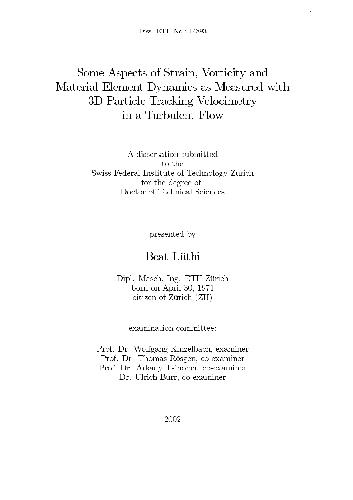 Diss. ETH No.
Some Aspects of Strain, Vorticity and
Material Element Dynamics as Measured with
3D Particle Tracking Velocimetry
in a Turbulent Flow
A dissertation submitted
to the
Swiss Federal Institute of Technology Zurich
for the degree of
Doctor of Technical Sciences
presented by
Beat Lüthi
Dipl. Masch. Ing. ETH Zürich
born on April 30, 1971
citizen of Zürich (ZH)
examination committee:
Prof. Dr. Wolfgang Kinzelbach, examiner
Prof. Dr. Thomas Rösgen, co-examiner
Prof. Dr. Arkady Tsinober, co-examiner
Dr. Ulrich Burr, co-examiner
2002